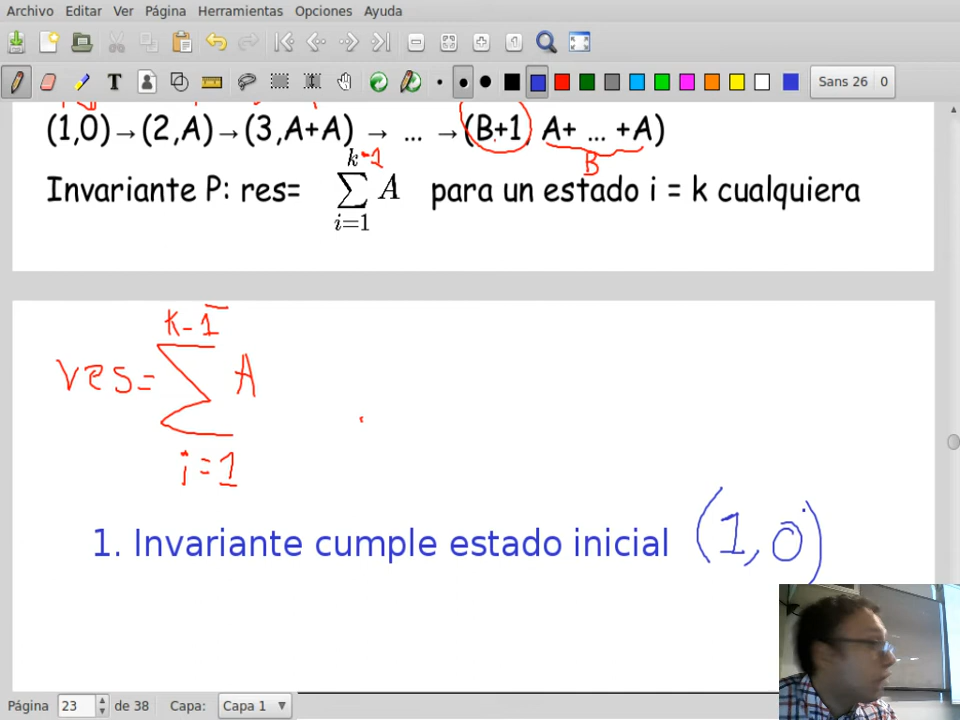 Archivo Editar Ver Página Herramientas Opciones Ayuda
Sans 26 0
(1,0)→(2,A)→(3,A+A) → ... →(B+1, A+ ... +A)
B
k-1
Invariante P: res= ∑ A para un estado i = k cualquiera
i=1
k-1
res= ∑ A
i=1
1. Invariante cumple estado inicial (1,0)
Página 23 de 38 Capa: Capa 1